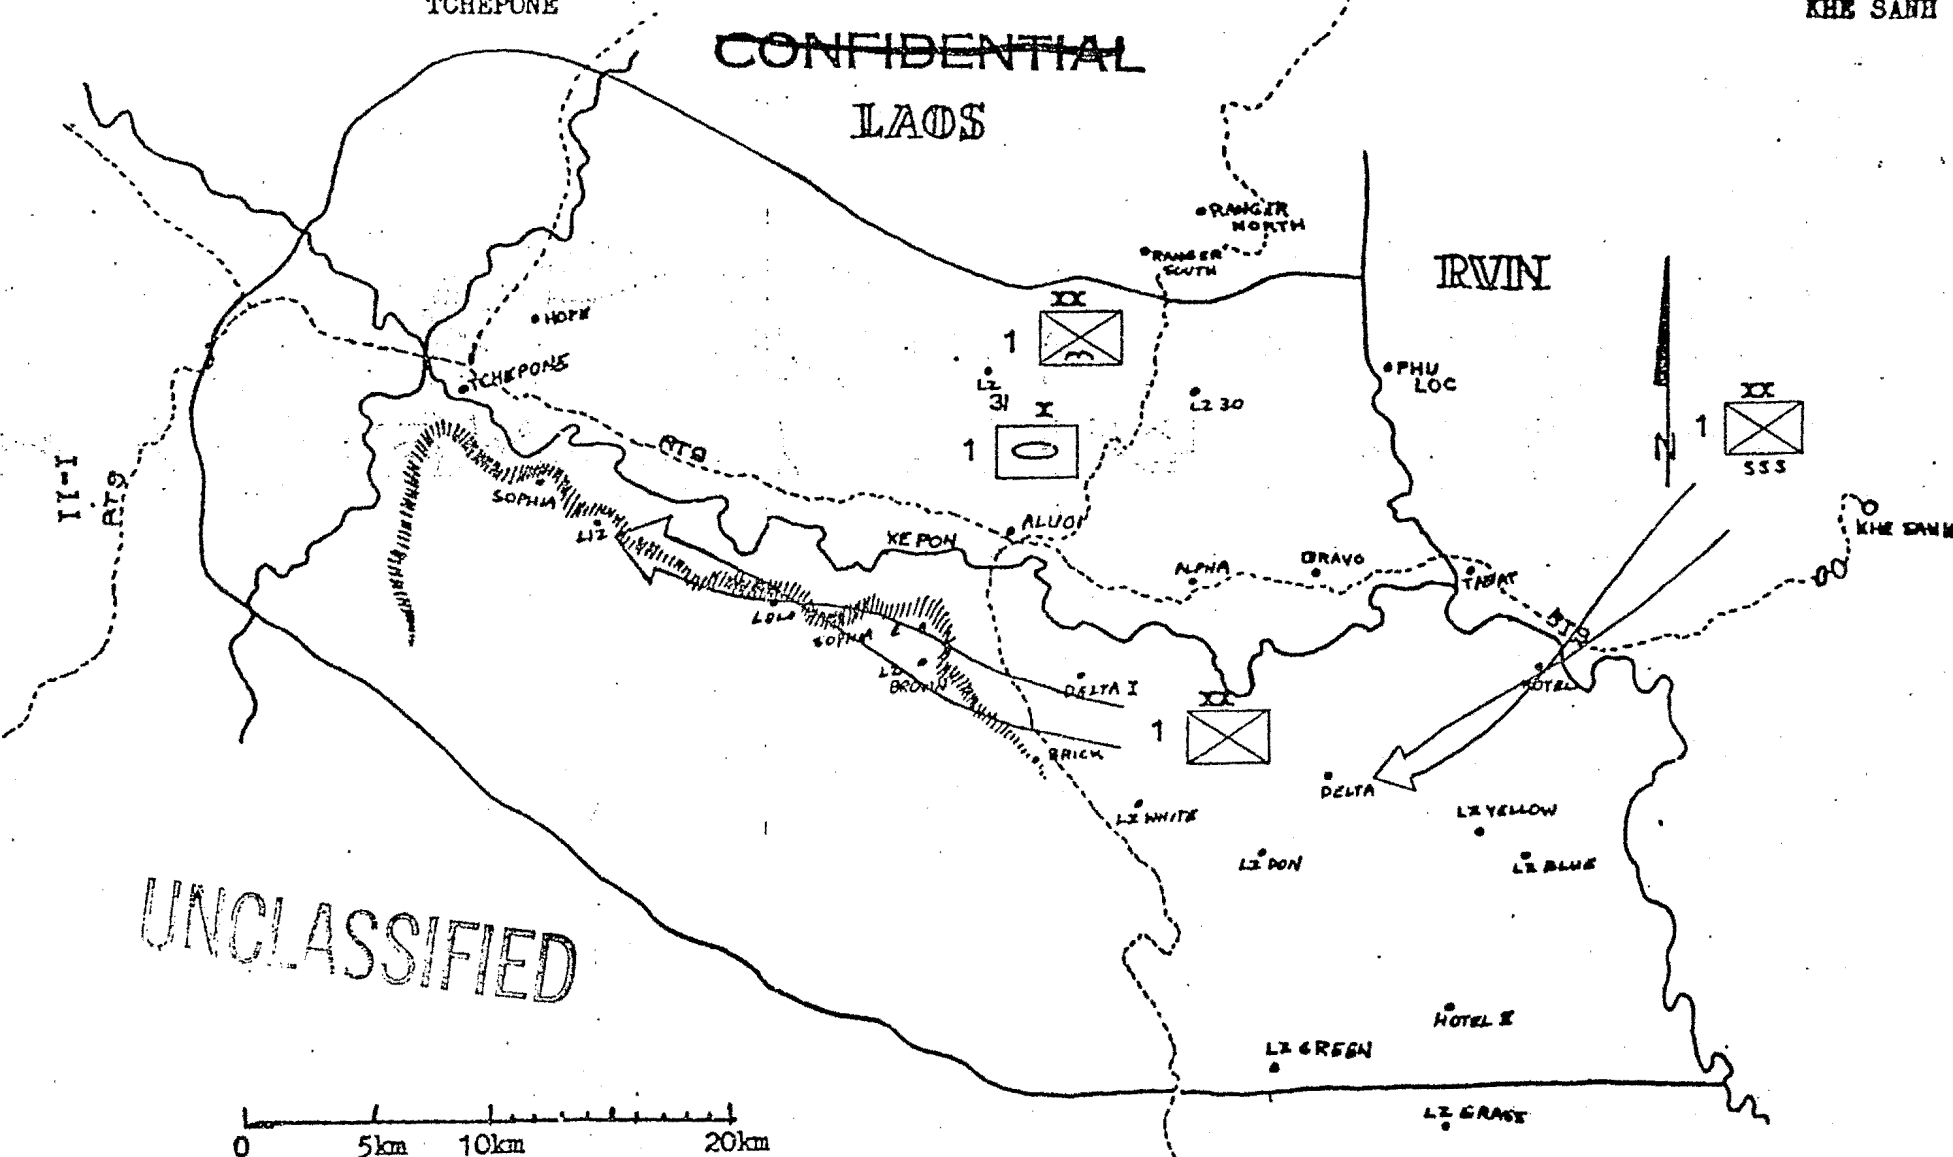 TCHEPONE
KHE SANH
CONFIDENTIAL
LAOS
RANGER
NORTH
RANGER
SOUTH
RVN
XX
1
HOPE
TCHEPONE
LZ
31
X
1
LZ 30
PHU
LOC
XX
1
SSS
N
RT9
II-I
RT9
SOPHIA
LIZ
XE PON
ALUOI
ALPHA
BRAVO
TABAT
KHE SANH
RT9
LOLO
SOPHIA
LZ
BROWN
DELTA I
HOTEL
XX
1
BRICK
DELTA
LZ WHITE
LZ YELLOW
LZ DON
LZ BLUE
UNCLASSIFIED
HOTEL II
LZ GREEN
LZ GRASS
0 5km 10km 20km